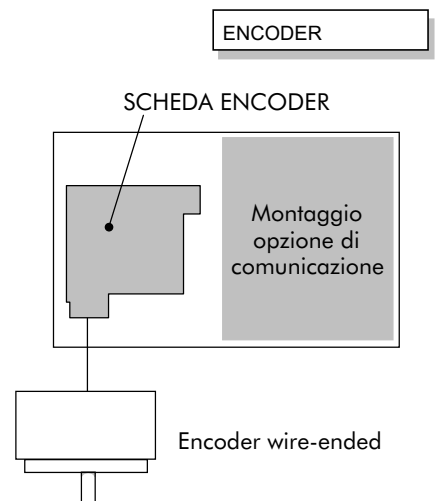 ENCODER
SCHEDA ENCODER
Montaggio
opzione di
comunicazione
Encoder wire-ended